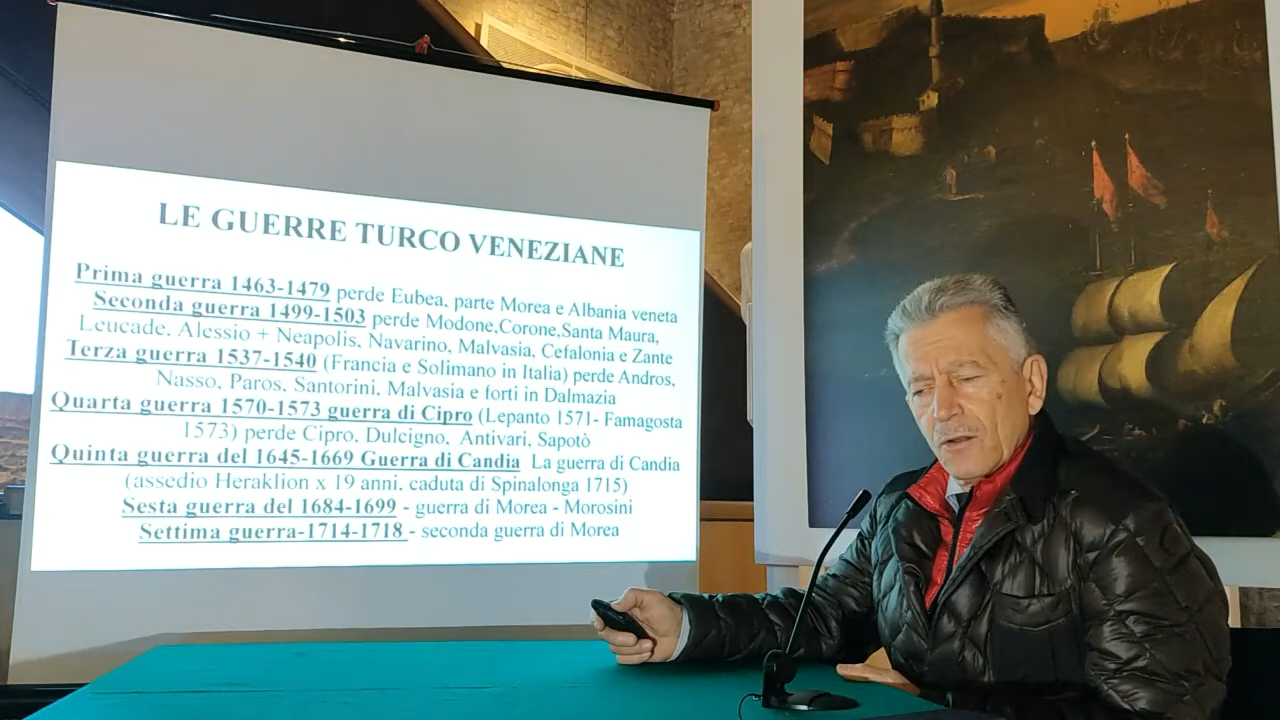 LE GUERRE TURCO VENEZIANE
Prima guerra 1463-1479 perde Eubea, parte Morea e Albania veneta
Seconda guerra 1499-1503 perde Modone,Corone,Santa Maura,
Leucade, Alessio + Neapolis, Navarino, Malvasia, Cefalonia e Zante
Terza guerra 1537-1540 (Francia e Solimano in Italia) perde Andros,
Nasso, Paros, Santorini, Malvasia e forti in Dalmazia
Quarta guerra 1570-1573 guerra di Cipro (Lepanto 1571- Famagosta
1573) perde Cipro, Dulcigno, Antivari, Sapotò
Quinta guerra del 1645-1669 Guerra di Candia La guerra di Candia
(assedio Heraklion x 19 anni, caduta di Spinalonga 1715)
Sesta guerra del 1684-1699 - guerra di Morea - Morosini
Settima guerra-1714-1718 - seconda guerra di Morea